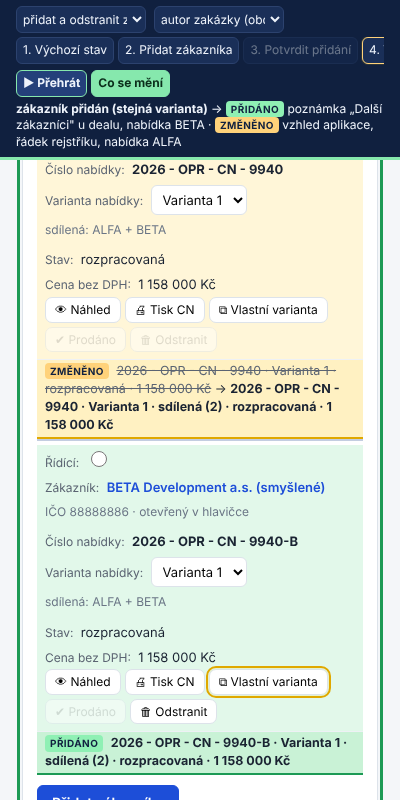 přidat a odstranit z
autor zakázky (obc
1. Výchozí stav
2. Přidat zákazníka
3. Potvrdit přidání
4.
▶ Přehrát
Co se mění
zákazník přidán (stejná varianta) → PŘIDÁNO poznámka „Další
zákazníci" u dealu, nabídka BETA · ZMĚNĚNO vzhled aplikace,
řádek rejstříku, nabídka ALFA
Číslo nabídky: 2026 - OPR - CN - 9940
Varianta nabídky: Varianta 1
sdílená: ALFA + BETA
Stav: rozpracovaná
Cena bez DPH: 1 158 000 Kč
👁 Náhled
🖨 Tisk CN
⧉ Vlastní varianta
✔ Prodáno
🗑 Odstranit
ZMĚNĚNO 2026 - OPR - CN - 9940 · Varianta 1 ·
rozpracovaná · 1 158 000 Kč → 2026 - OPR - CN -
9940 · Varianta 1 · sdílená (2) · rozpracovaná · 1
158 000 Kč
Řídící:
Zákazník: BETA Development a.s. (smyšlené)
IČO 88888886 · otevřený v hlavičce
Číslo nabídky: 2026 - OPR - CN - 9940-B
Varianta nabídky: Varianta 1
sdílená: ALFA + BETA
Stav: rozpracovaná
Cena bez DPH: 1 158 000 Kč
👁 Náhled
🖨 Tisk CN
⧉ Vlastní varianta
✔ Prodáno
🗑 Odstranit
PŘIDÁNO 2026 - OPR - CN - 9940-B · Varianta 1 ·
sdílená (2) · rozpracovaná · 1 158 000 Kč